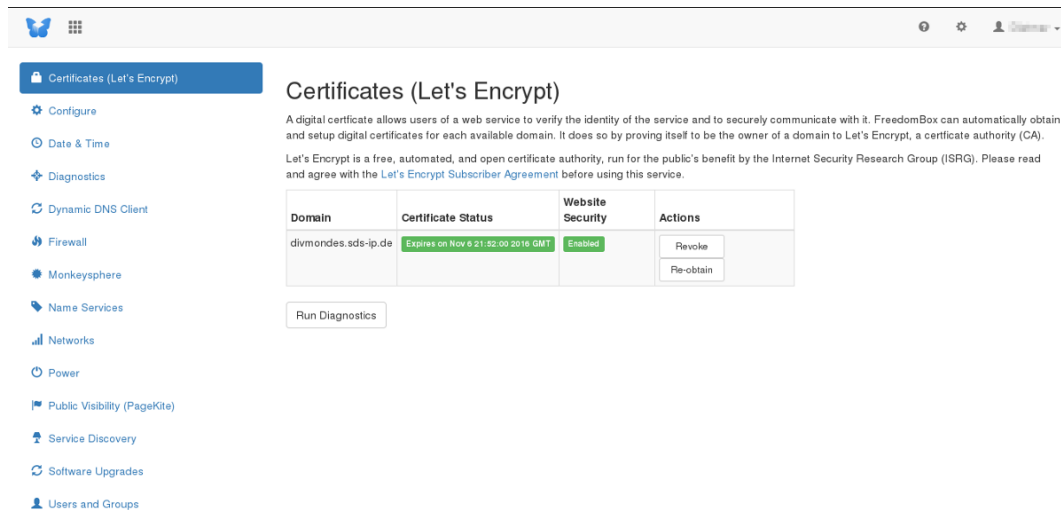 Certificates (Let's Encrypt)
Configure
Date & Time
Diagnostics
Dynamic DNS Client
Firewall
Monkeysphere
Name Services
Networks
Power
Public Visibility (PageKite)
Service Discovery
Software Upgrades
Users and Groups
Certificates (Let's Encrypt)
A digital certficate allows users of a web service to verify the identity of the service and to securely communicate with it. FreedomBox can automatically obtain
and setup digital certificates for each available domain. It does so by proving itself to be the owner of a domain to Let's Encrypt, a certficate authority (CA).
Let's Encrypt is a free, automated, and open certificate authority, run for the public's benefit by the Internet Security Research Group (ISRG). Please read
and agree with the Let's Encrypt Subscriber Agreement before using this service.
Website
Domain Certificate Status Security Actions
divmondes.sds-ip.de Expires on Nov 6 21:52:00 2016 GMT Enabled Revoke
Re-obtain
Run Diagnostics